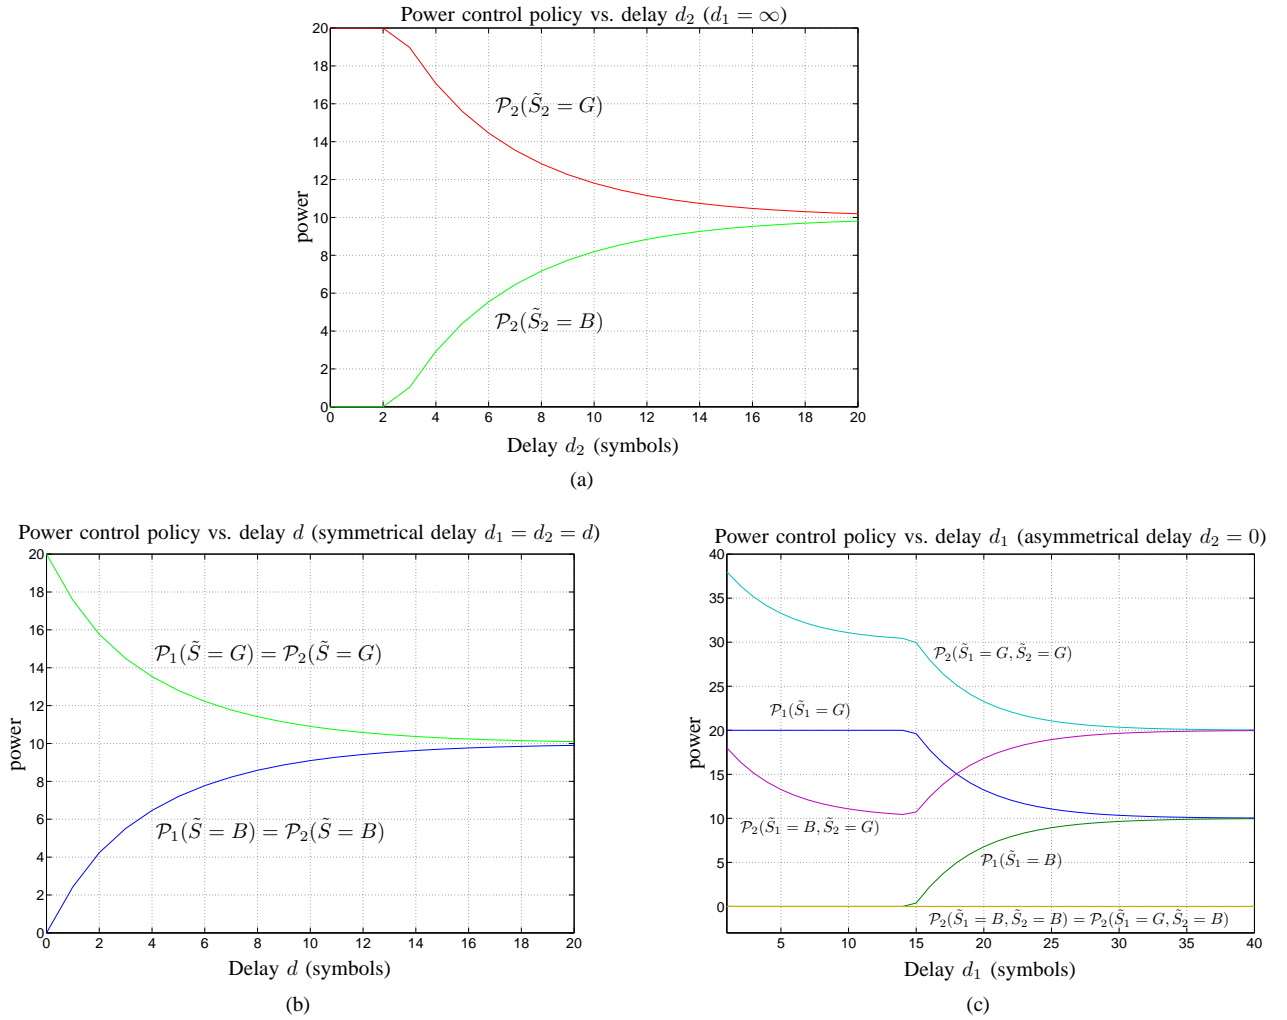 Power control policy vs. delay d₂ (d₁ = ∞)
20
18
16
14
12
10
8
6
4
2
0
power
𝒫₂(S̃₂ = G)
𝒫₂(S̃₂ = B)
0 2 4 6 8 10 12 14 16 18 20
Delay d₂ (symbols)
(a)
Power control policy vs. delay d (symmetrical delay d₁ = d₂ = d)
20
18
16
14
12
10
8
6
4
2
0
power
𝒫₁(S̃ = G) = 𝒫₂(S̃ = G)
𝒫₁(S̃ = B) = 𝒫₂(S̃ = B)
0 2 4 6 8 10 12 14 16 18 20
Delay d (symbols)
(b)
Power control policy vs. delay d₁ (asymmetrical delay d₂ = 0)
40
35
30
25
20
15
10
5
0
power
𝒫₂(S̃₁ = G, S̃₂ = G)
𝒫₁(S̃₁ = G)
𝒫₂(S̃₁ = B, S̃₂ = G)
𝒫₁(S̃₁ = B)
𝒫₂(S̃₁ = B, S̃₂ = B) = 𝒫₂(S̃₁ = G, S̃₂ = B)
5 10 15 20 25 30 35 40
Delay d₁ (symbols)
(c)